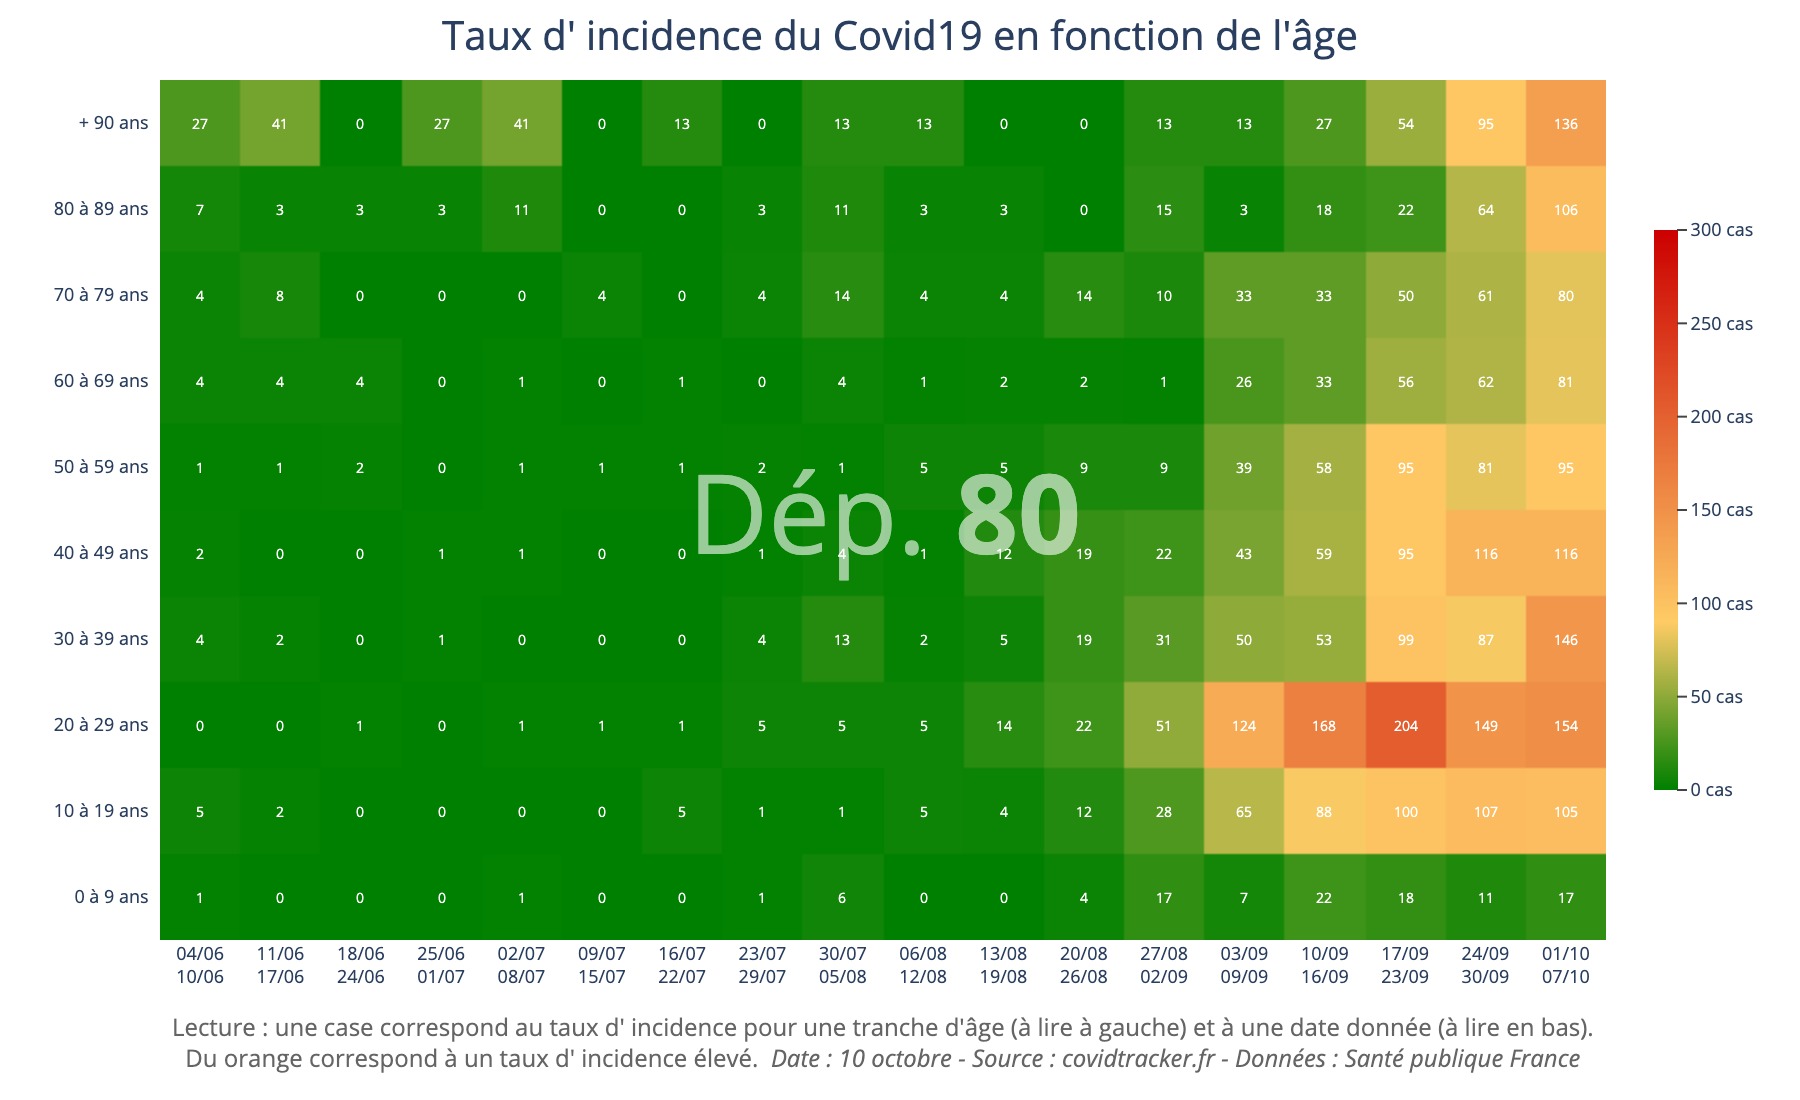 Taux d' incidence du Covid19 en fonction de l'âge
+ 90 ans 27 41 0 27 41 0 13 0 13 13 0 0 13 13 27 54 95 136
80 à 89 ans 7 3 3 3 11 0 0 3 11 3 3 0 15 3 18 22 64 106
70 à 79 ans 4 8 0 0 0 4 0 4 14 4 4 14 10 33 33 50 61 80
60 à 69 ans 4 4 4 0 1 0 1 0 4 1 2 2 1 26 33 56 62 81
50 à 59 ans 1 1 2 0 1 1 1 2 1 5 5 9 9 39 58 95 81 95
Dép. 80
40 à 49 ans 2 0 0 1 1 0 0 1 4 1 12 19 22 43 59 95 116 116
30 à 39 ans 4 2 0 1 0 0 0 4 13 2 5 19 31 50 53 99 87 146
20 à 29 ans 0 0 1 0 1 1 1 5 5 5 14 22 51 124 168 204 149 154
10 à 19 ans 5 2 0 0 0 0 5 1 1 5 4 12 28 65 88 100 107 105
0 à 9 ans 1 0 0 0 1 0 0 1 6 0 0 4 17 7 22 18 11 17
04/06 11/06 18/06 25/06 02/07 09/07 16/07 23/07 30/07 06/08 13/08 20/08 27/08 03/09 10/09 17/09 24/09 01/10
10/06 17/06 24/06 01/07 08/07 15/07 22/07 29/07 05/08 12/08 19/08 26/08 02/09 09/09 16/09 23/09 30/09 07/10
300 cas
250 cas
200 cas
150 cas
100 cas
50 cas
0 cas
Lecture : une case correspond au taux d' incidence pour une tranche d'âge (à lire à gauche) et à une date donnée (à lire en bas).
Du orange correspond à un taux d' incidence élevé. Date : 10 octobre - Source : covidtracker.fr - Données : Santé publique France